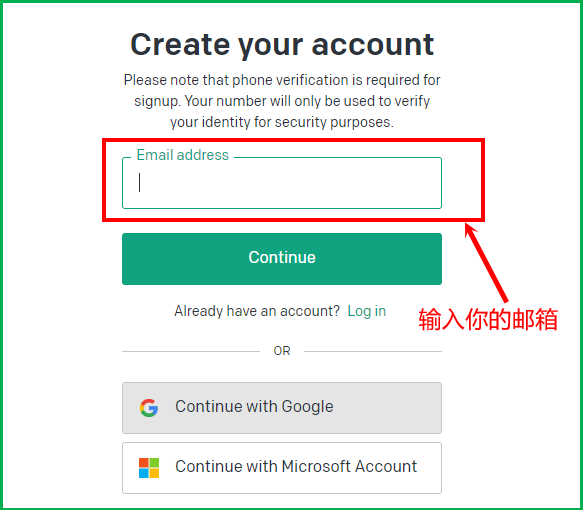 Create your account
Please note that phone verification is required for
signup. Your number will only be used to verify
your identity for security purposes.
Email address
Continue
输入你的邮箱
Already have an account? Log in
OR
Continue with Google
Continue with Microsoft Account